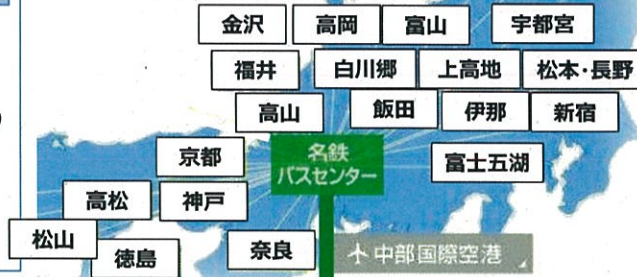 金沢
高岡
富山
宇都宮
福井
白川郷
上高地
松本・長野
高山
飯田
伊那
新宿
京都
名鉄
バスセンター
富士五湖
高松
神戸
松山
徳島
奈良
中部国際空港